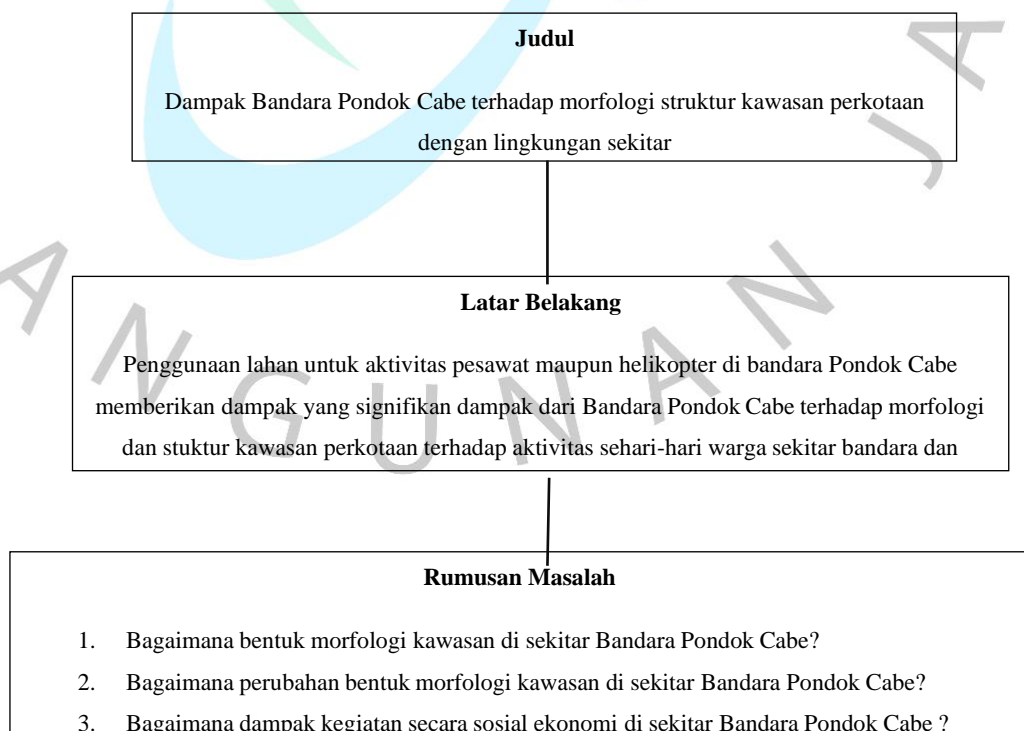 Judul
Dampak Bandara Pondok Cabe terhadap morfologi struktur kawasan perkotaan
dengan lingkungan sekitar
Latar Belakang
Penggunaan lahan untuk aktivitas pesawat maupun helikopter di bandara Pondok Cabe
memberikan dampak yang signifikan dampak dari Bandara Pondok Cabe terhadap morfologi
dan stuktur kawasan perkotaan terhadap aktivitas sehari-hari warga sekitar bandara dan
Rumusan Masalah
1. Bagaimana bentuk morfologi kawasan di sekitar Bandara Pondok Cabe?
2. Bagaimana perubahan bentuk morfologi kawasan di sekitar Bandara Pondok Cabe?
3. Bagaimana dampak kegiatan secara sosial ekonomi di sekitar Bandara Pondok Cabe ?
ANGUNAN JA